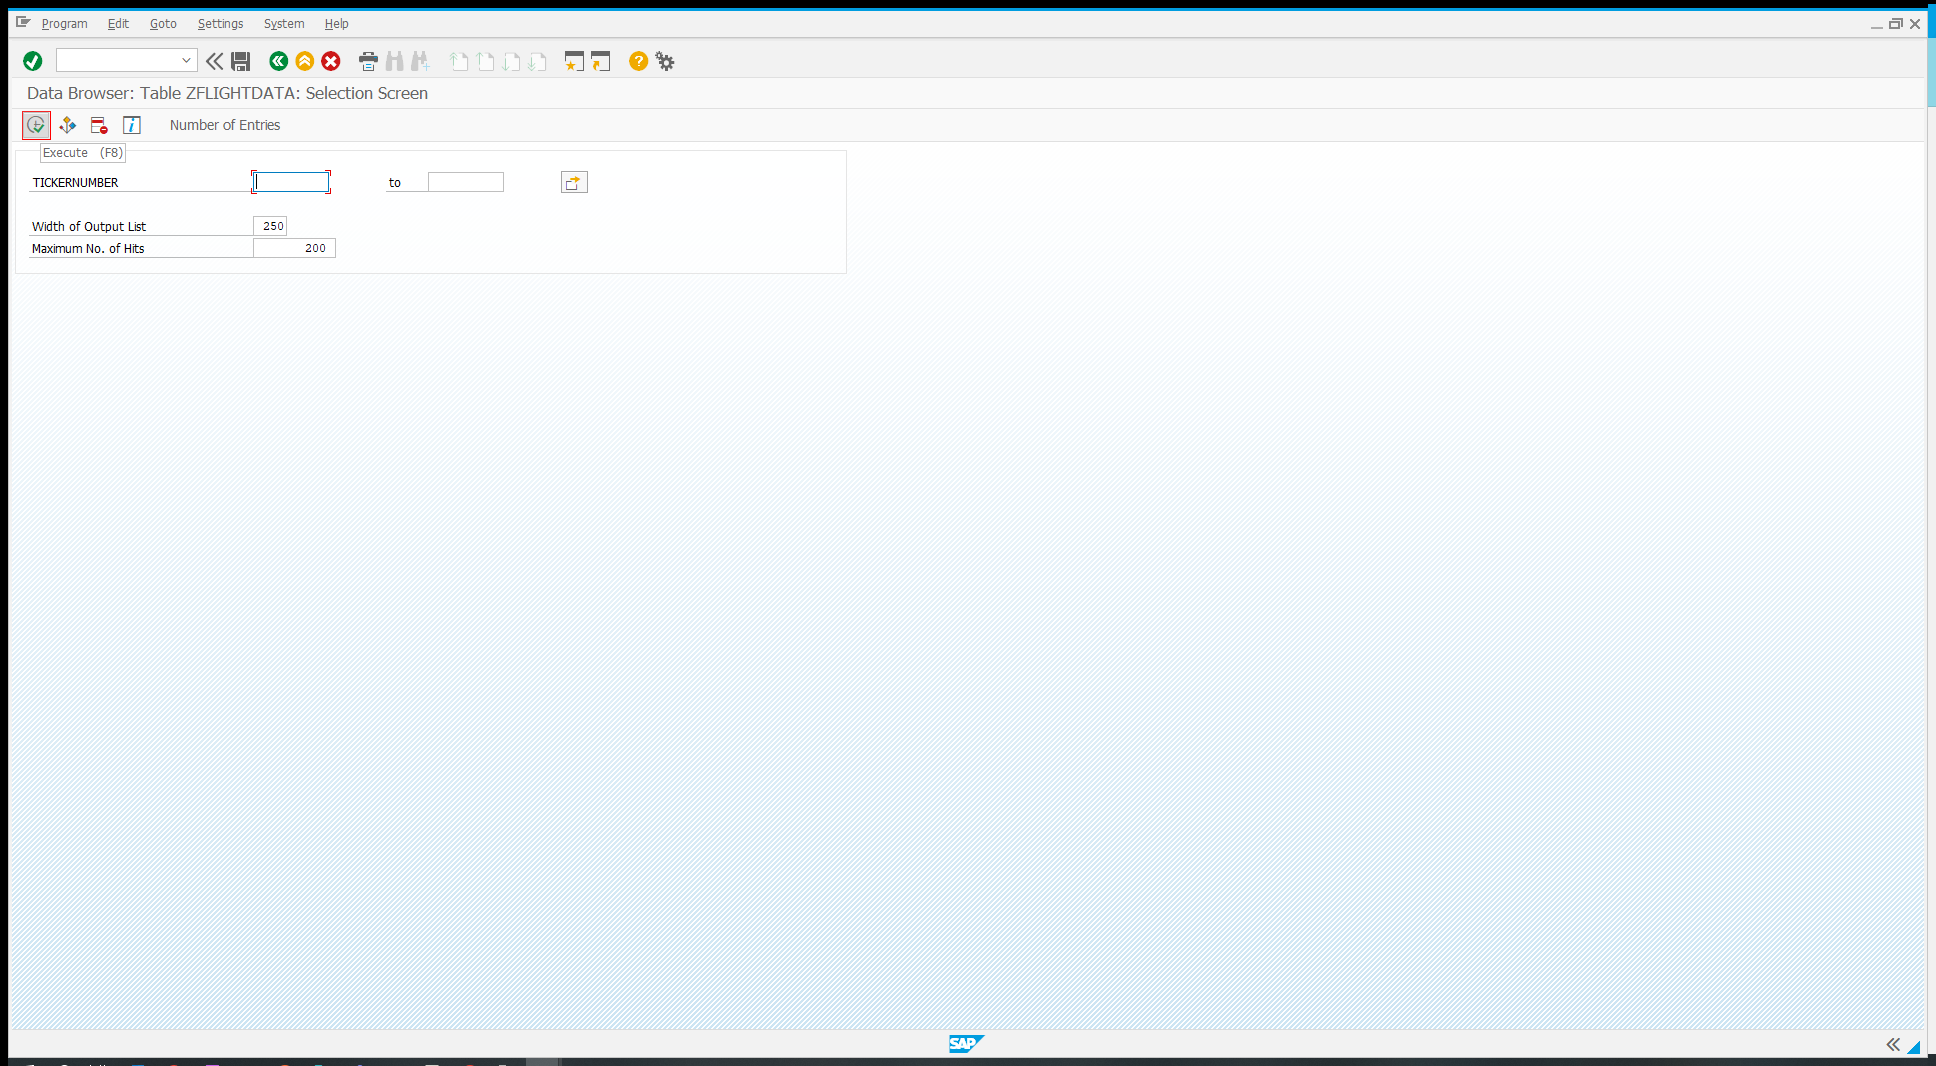 Program Edit Goto Settings System Help
Data Browser: Table ZFLIGHTDATA: Selection Screen
Number of Entries
Execute (F8)
TICKERNUMBER to
Width of Output List 250
Maximum No. of Hits 200
SAP